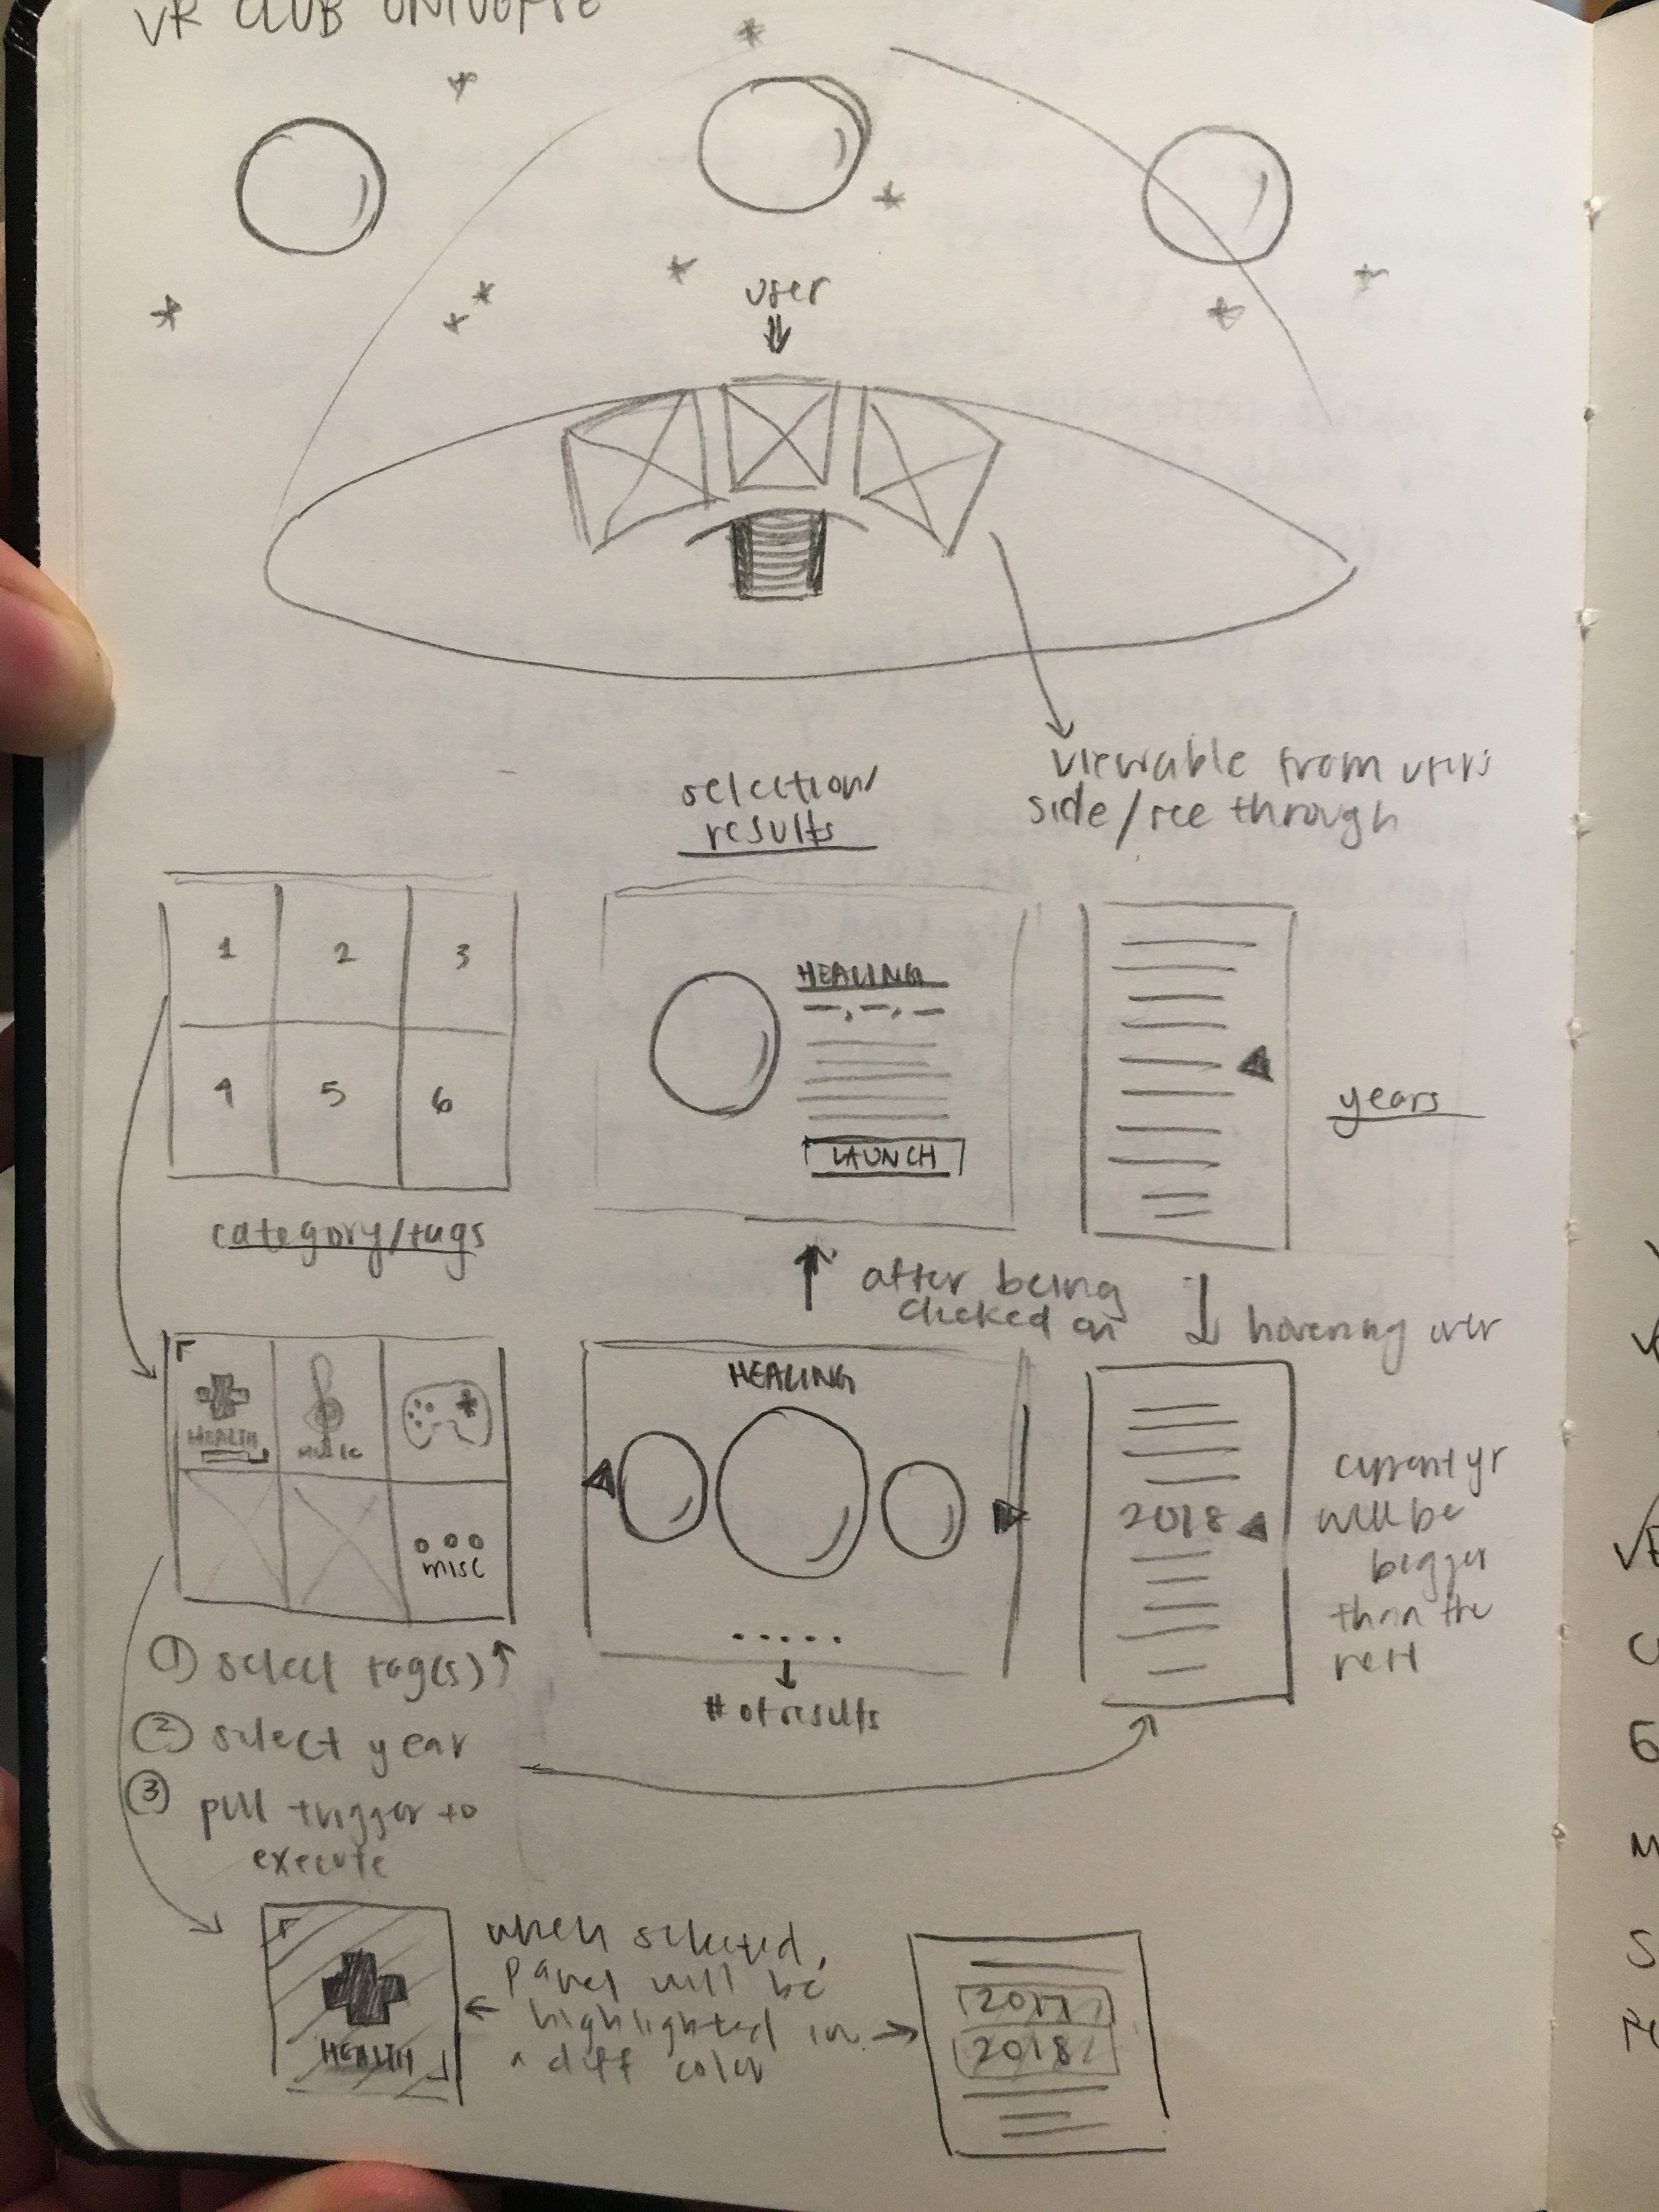 VR CLUB UNIVERSE
user
viewable from user's
side/see through
selection/
results
1 2 3
4 5 6
category/tags
HEALING
LAUNCH
years
after being
clicked on
hovering over
HEALTH
MUSIC
misc
HEALING
# of results
2018
current yr
will be
bigger
than the
rest
① select tag(s)
② select year
③ pull trigger to
execute
HEALTH
when selected,
panel will be
highlighted in
a diff color
2017
2018